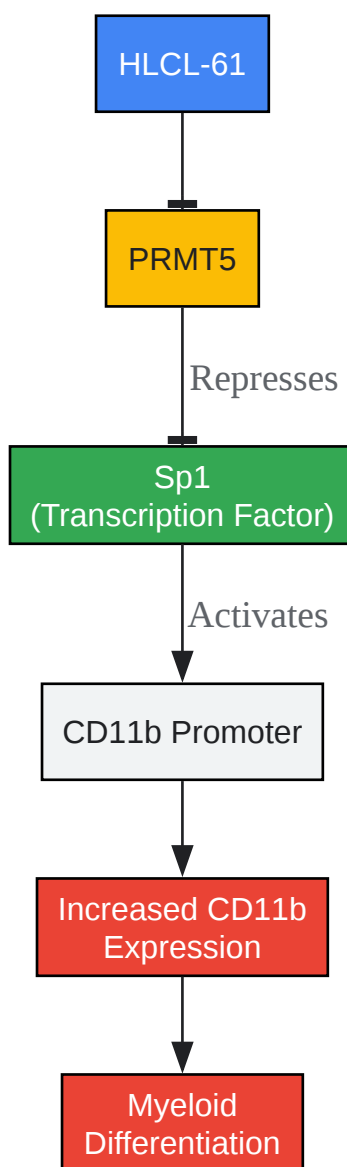 HLCL-61
PRMT5
Represses
Sp1
(Transcription Factor)
Activates
CD11b Promoter
Increased CD11b
Expression
Myeloid
Differentiation